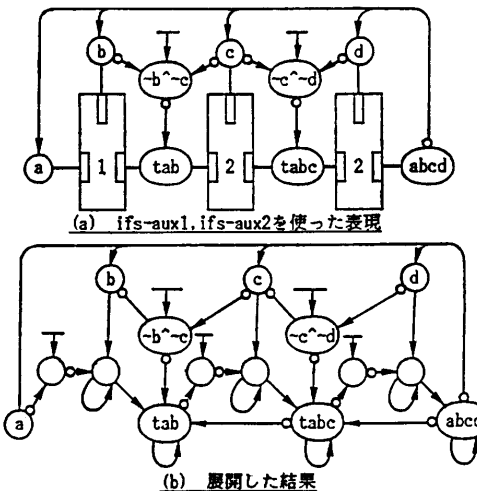 b c d
~b^~c ~c^~d
a 1 tab 2 tabc 2 abcd
(a) ifs-aux1,ifs-aux2を使った表現
b c d
~b^~c ~c^~d
a tab tabc abcd
(b) 展開した結果